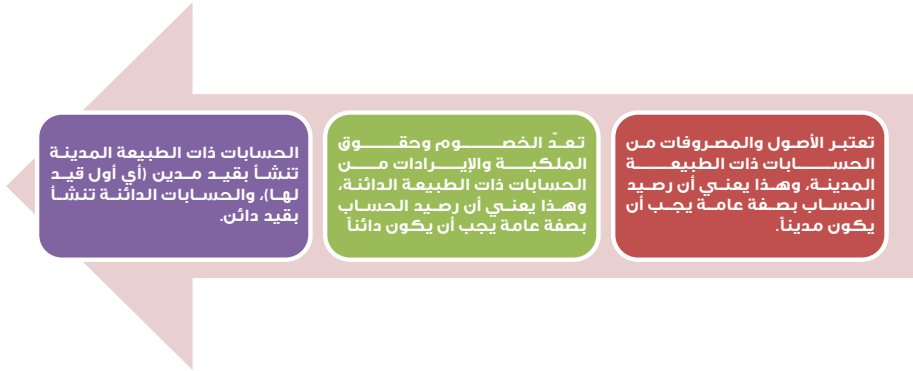 تعتبر الأصول والمصروفات من
الحسابات ذات الطبيعة
المدينة، وهذا يعني أن رصيد
الحساب بصفة عامة يجب أن
يكون مديناً.
تعدّ الخصوم وحقوق
الملكية والإيرادات من
الحسابات ذات الطبيعة الدائنة،
وهذا يعني أن رصيد الحساب
بصفة عامة يجب أن يكون دائناً
الحسابات ذات الطبيعة المدينة
تنشأ بقيد مدين (أي أول قيد
لها)، والحسابات الدائنة تنشأ
بقيد دائن.